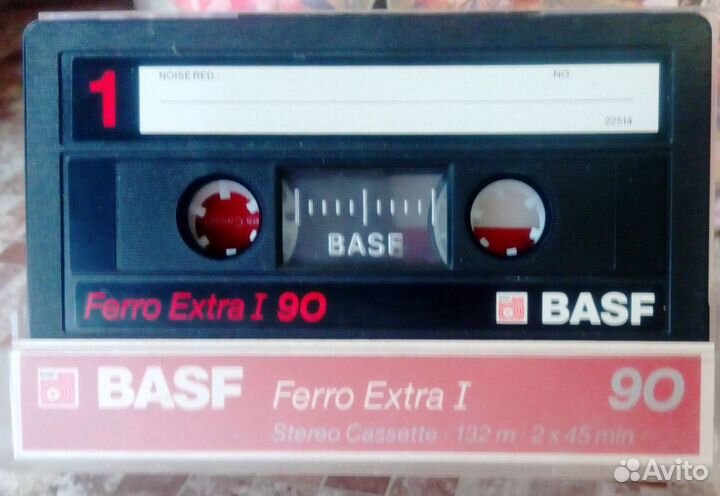 1
NOISE RED.: NO.
22514
BASF
Ferro Extra I 90 BASF
BASF Ferro Extra I 90
Stereo Cassette · 132 m · 2 x 45 min
Avito